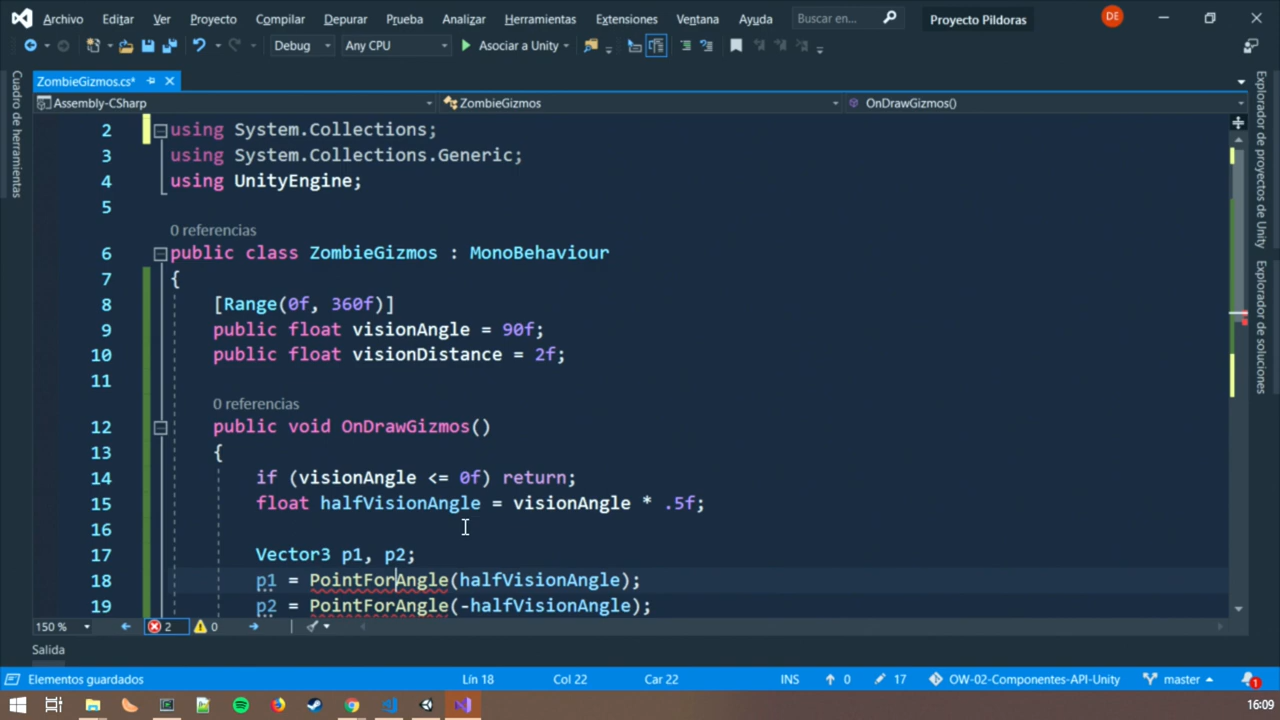 Archivo Editar Ver Proyecto Compilar Depurar Prueba Analizar Herramientas Extensiones Ventana Ayuda Buscar en... Proyecto Pildoras DE
Debug Any CPU Asociar a Unity
ZombieGizmos.cs*
Assembly-CSharp ZombieGizmos OnDrawGizmos()
Cuadro de herramientas
2 using System.Collections;
3 using System.Collections.Generic;
4 using UnityEngine;
5
0 referencias
6 public class ZombieGizmos : MonoBehaviour
7 {
8 [Range(0f, 360f)]
9 public float visionAngle = 90f;
10 public float visionDistance = 2f;
11
0 referencias
12 public void OnDrawGizmos()
13 {
14 if (visionAngle <= 0f) return;
15 float halfVisionAngle = visionAngle * .5f;
16
17 Vector3 p1, p2;
18 p1 = PointForAngle(halfVisionAngle);
19 p2 = PointForAngle(-halfVisionAngle);
Explorador de proyectos de Unity
Explorador de soluciones
150 % 2 0
Salida
Elementos guardados Lín 18 Col 22 Car 22 INS 0 17 OW-02-Componentes-API-Unity master 1
16:09